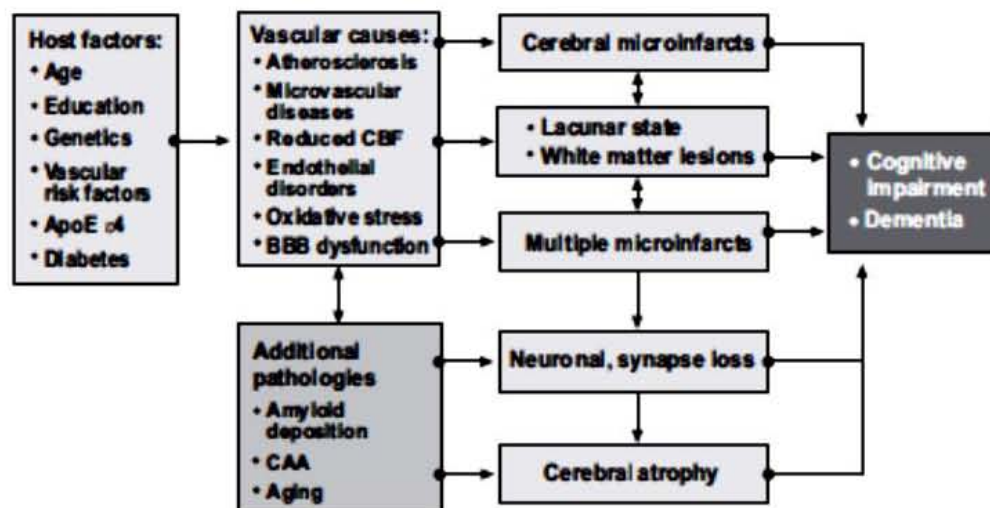 Host factors:
• Age
• Education
• Genetics
• Vascular
risk factors
• ApoE ε4
• Diabetes
Vascular causes:
• Atherosclerosis
• Microvascular
diseases
• Reduced CBF
• Endothelial
disorders
• Oxidative stress
• BBB dysfunction
Additional
pathologies
• Amyloid
deposition
• CAA
• Aging
Cerebral microinfarcts
• Lacunar state
• White matter lesions
Multiple microinfarcts
Neuronal, synapse loss
Cerebral atrophy
• Cognitive
impairment
• Dementia